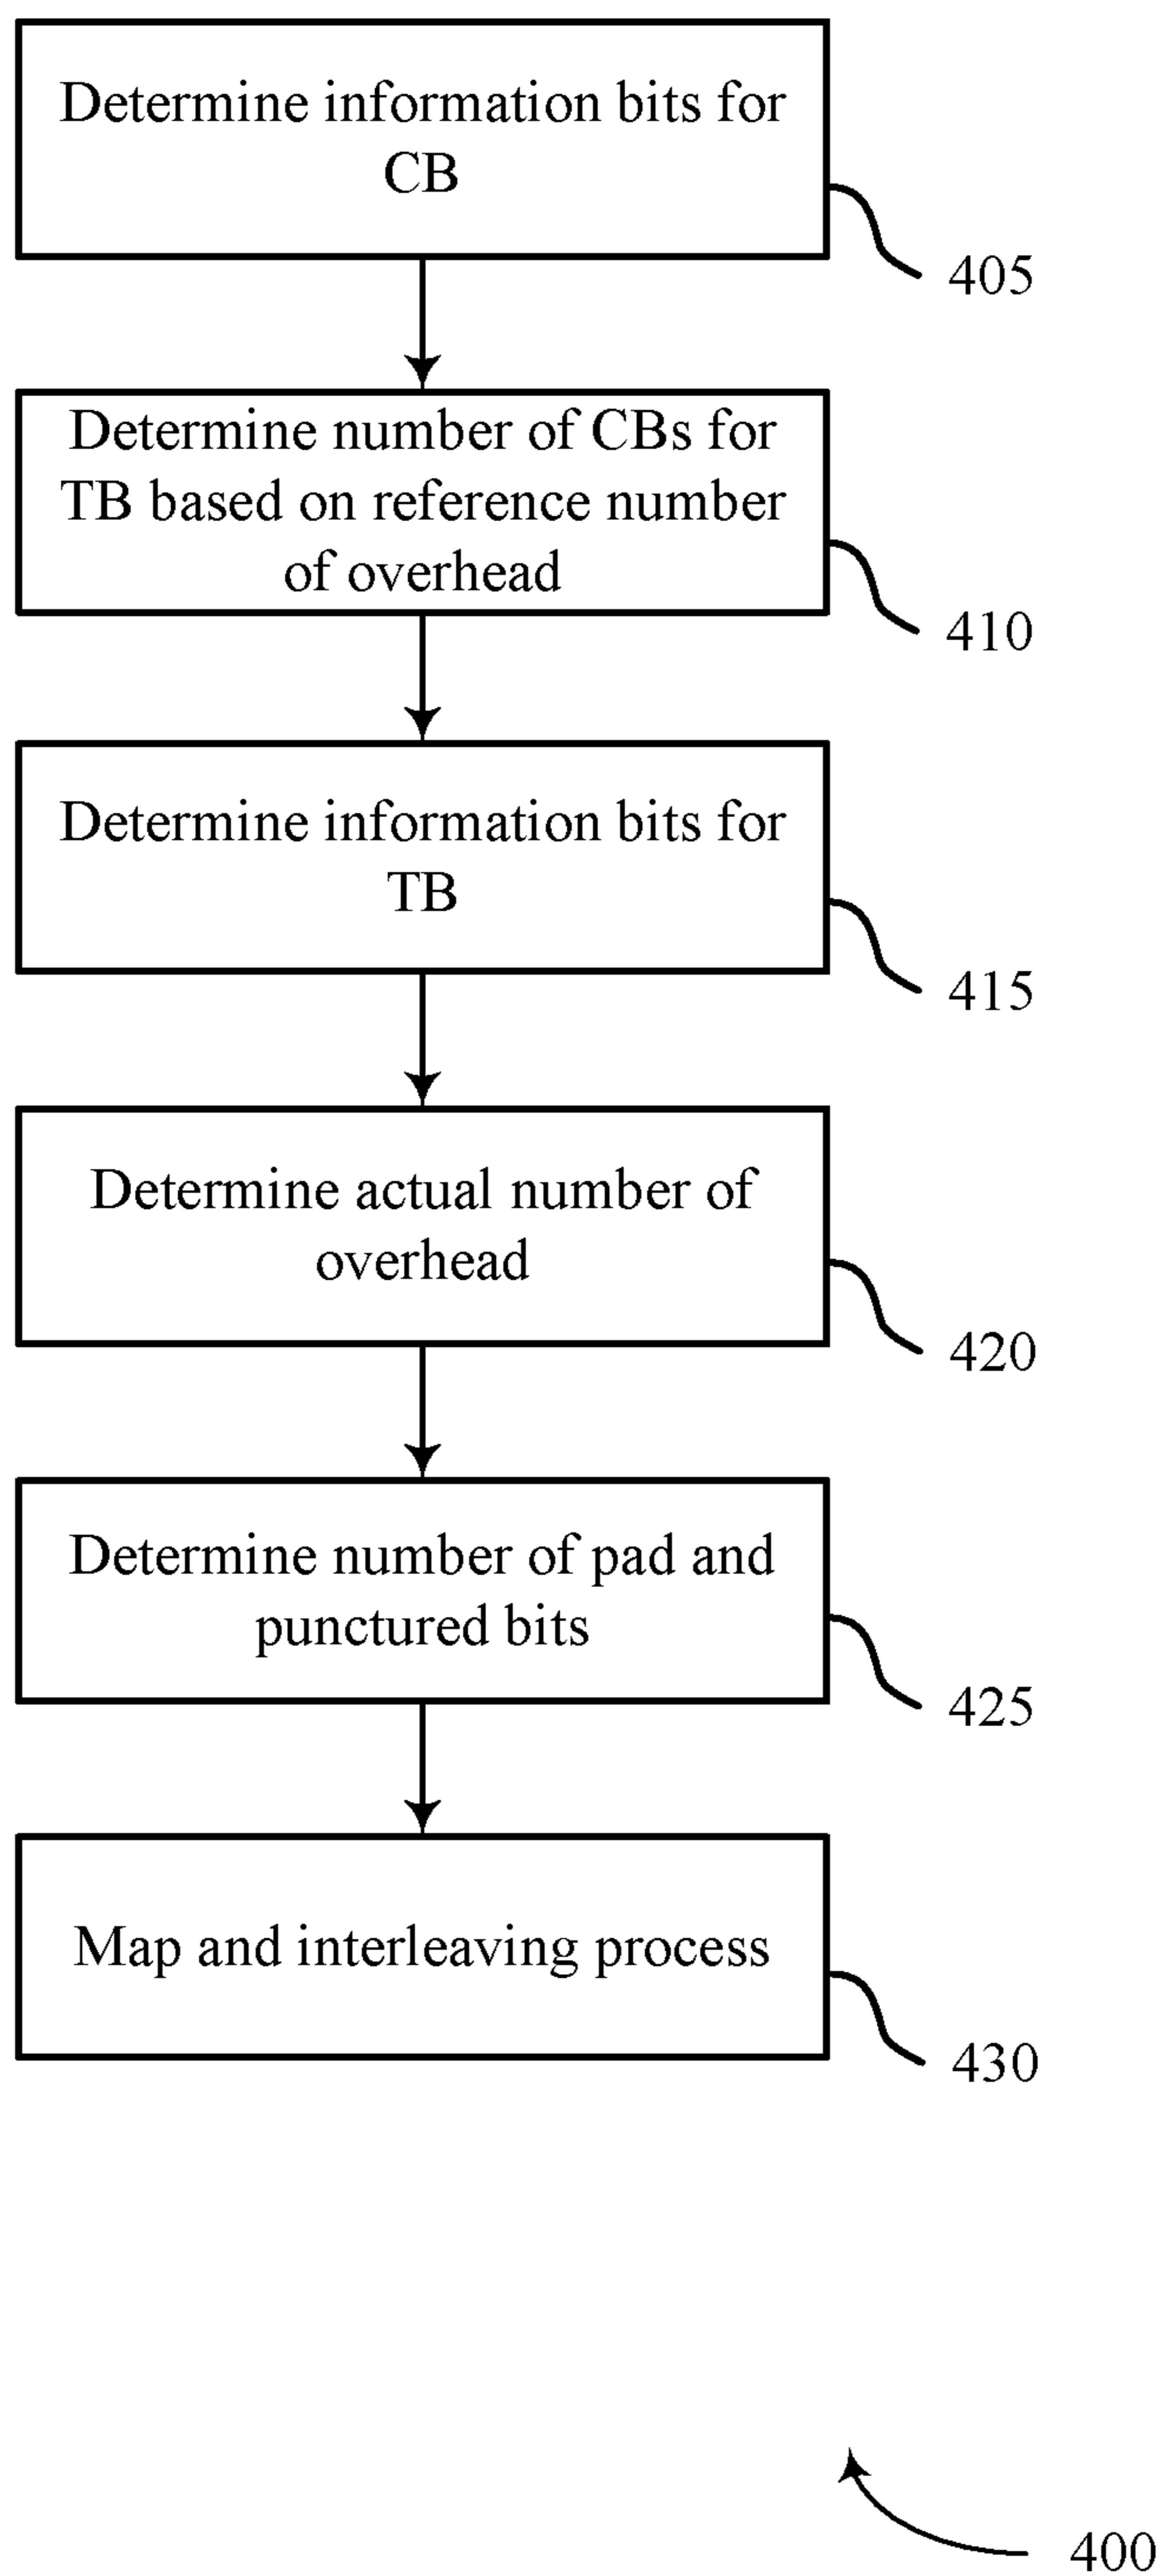 Determine information bits for
CB
405
Determine number of CBs for
TB based on reference number
of overhead
410
Determine information bits for
TB
415
Determine actual number of
overhead
420
Determine number of pad and
punctured bits
425
Map and interleaving process
430
400